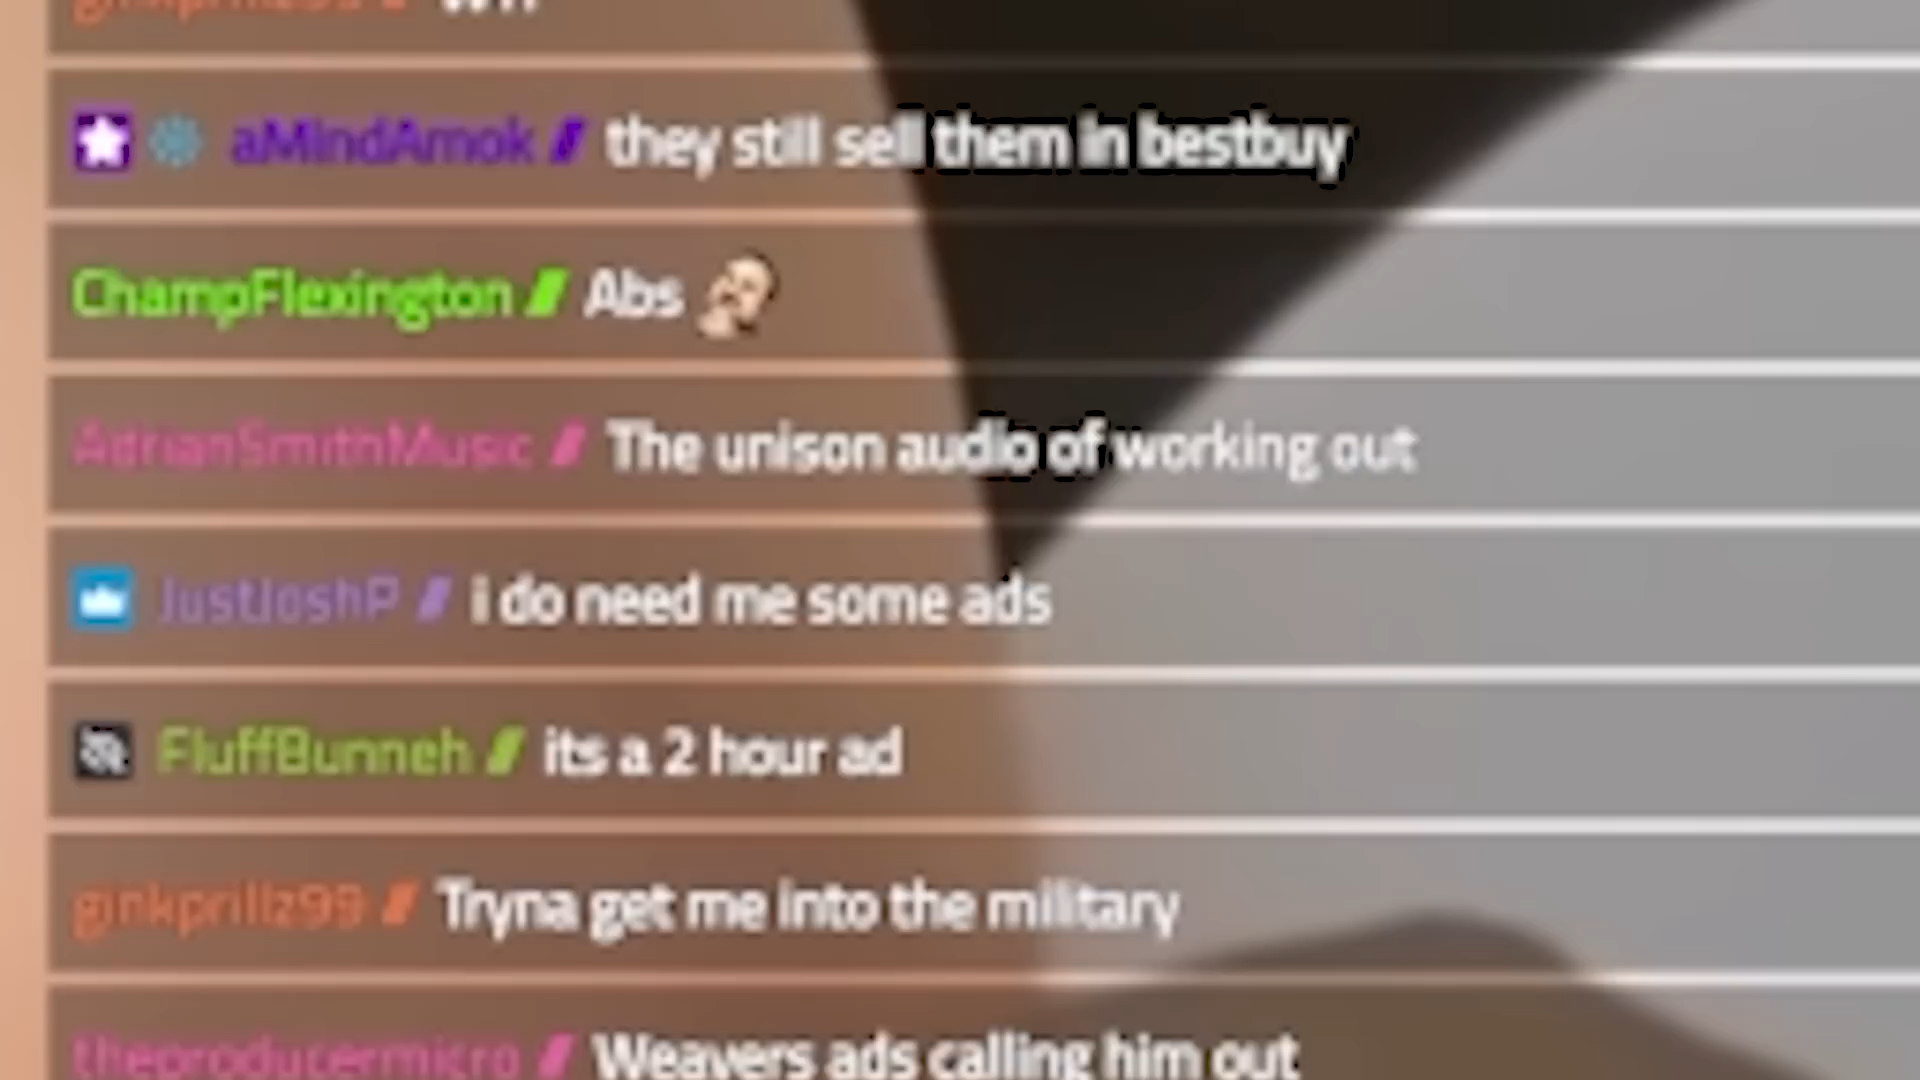 aMindAmok // they still sell them in bestbuy
ChampFlexington // Abs
AdrianSmithMusic // The unison audio of working out
JustJoshP // i do need me some ads
FluffBunneh // its a 2 hour ad
ginkprillz99 // Tryna get me into the military
theproducermicro // Weavers ads calling him out